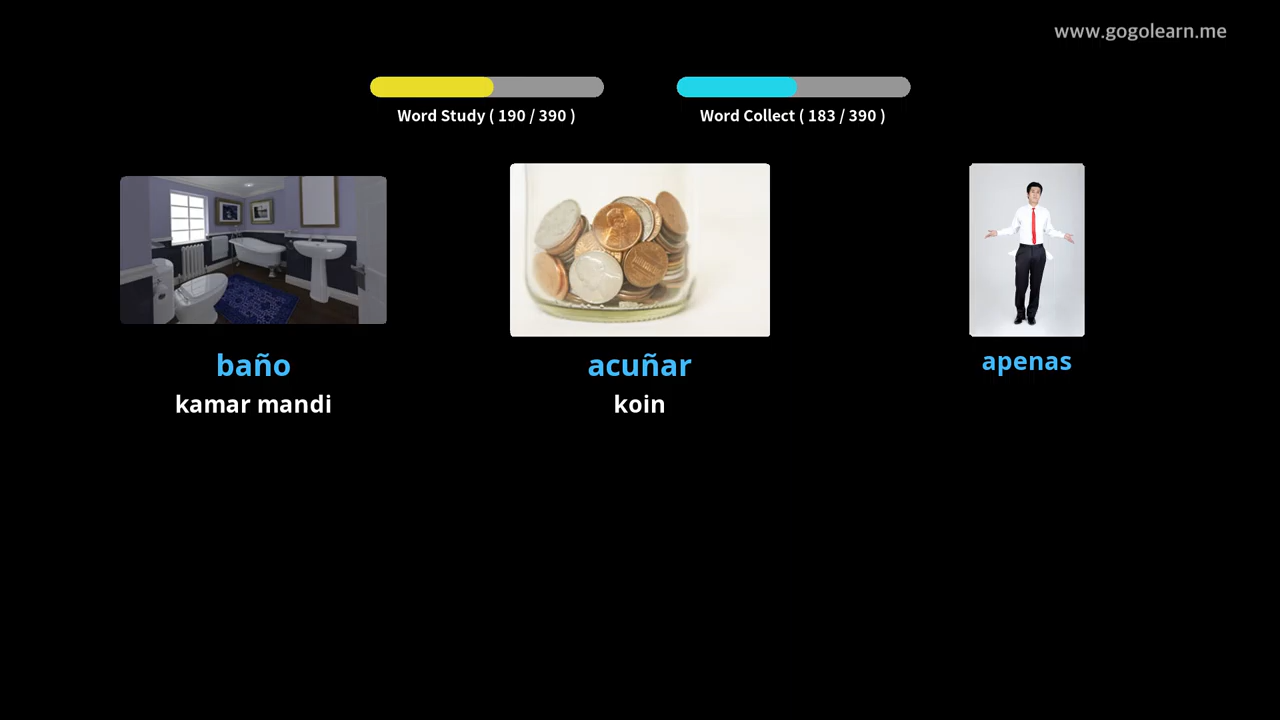 www.gogolearn.me
Word Study ( 190 / 390 )
Word Collect ( 183 / 390 )
baño
kamar mandi
acuñar
koin
apenas